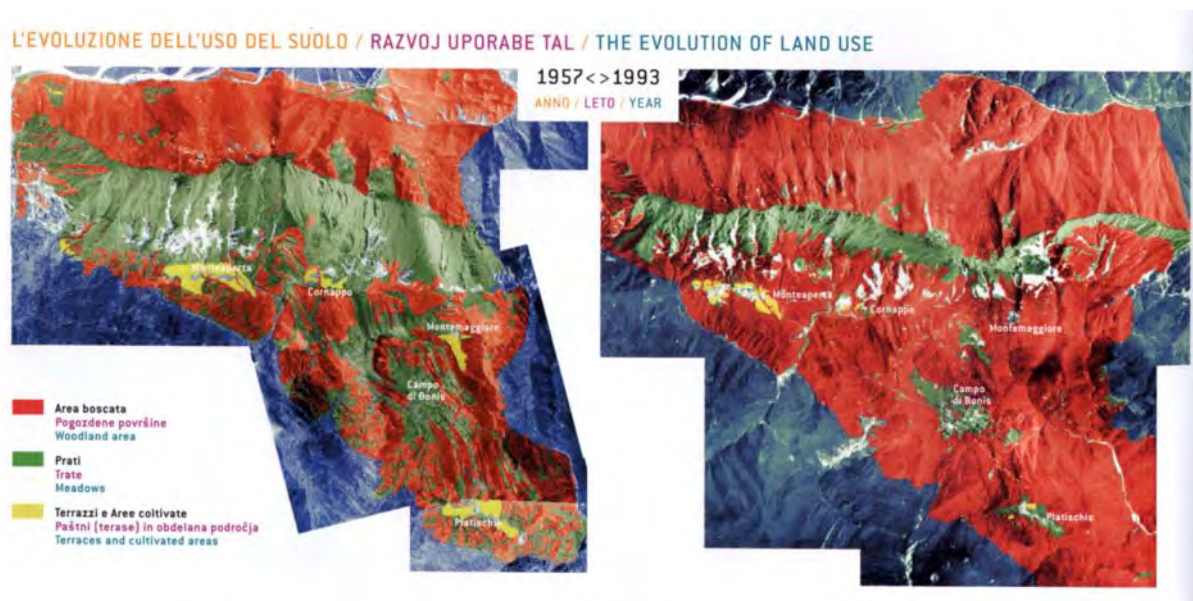 L'EVOLUZIONE DELL'USO DEL SUOLO / RAZVOJ UPORABE TAL / THE EVOLUTION OF LAND USE
1957<>1993
ANNO / LETO / YEAR
Monteaperta
Cornappo
Montemaggiore
Campo
di Bonis
Platischis
Monteaperta
Cornappo
Montemaggiore
Campo
di Bonis
Platischis
Area boscata
Pogozdene površine
Woodland area
Prati
Trate
Meadows
Terrazzi e Aree coltivate
Paštni (terase) in obdelana področja
Terraces and cultivated areas